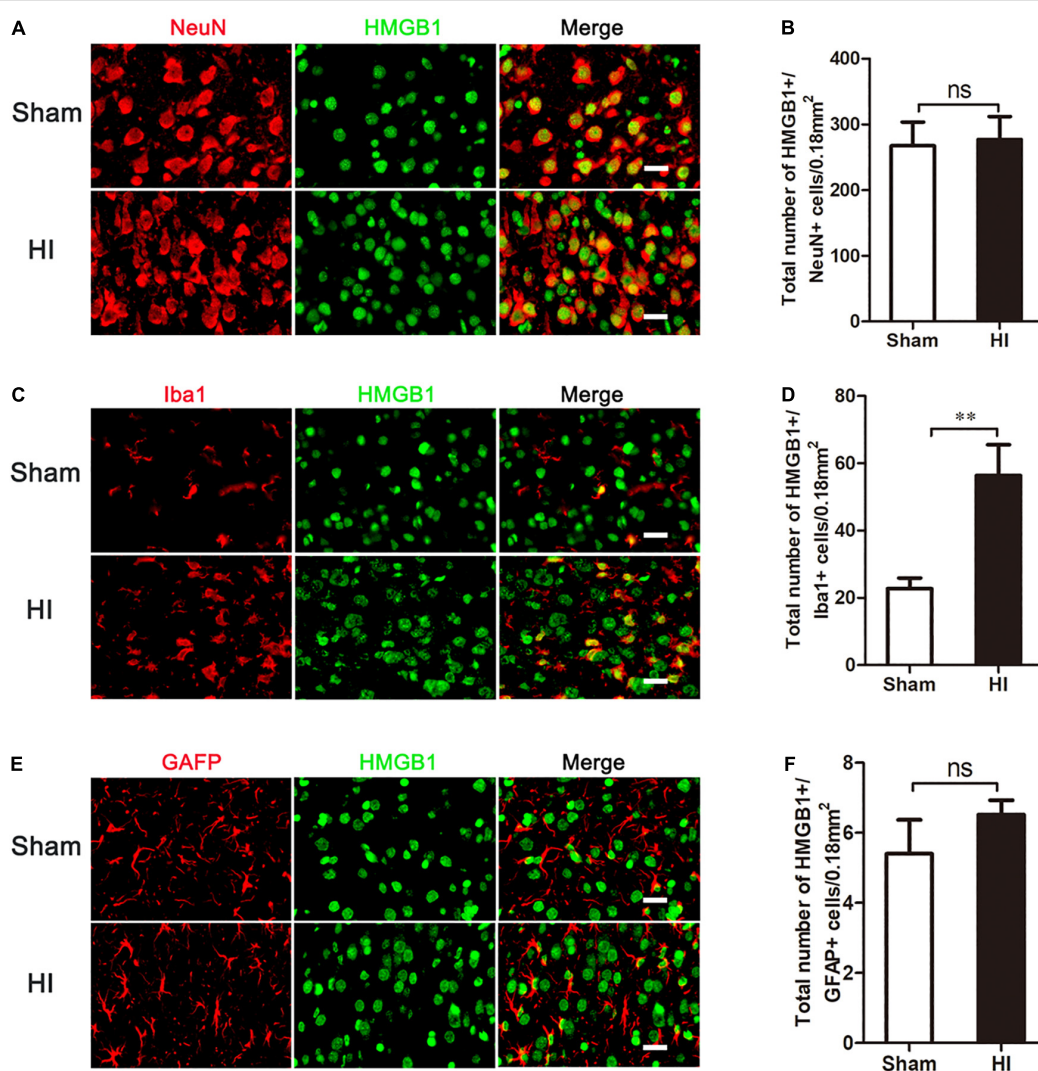 A NeuN HMGB1 Merge
Sham
HI
B
Total number of HMGB1+/
NeuN+ cells/0.18mm²
400
300
200
100
0
ns
Sham HI
C Iba1 HMGB1 Merge
Sham
HI
D
Total number of HMGB1+/
Iba1+ cells/0.18mm²
80
60
40
20
0
**
Sham HI
E GAFP HMGB1 Merge
Sham
HI
F
Total number of HMGB1+/
GFAP+ cells/0.18mm²
8
6
4
2
0
ns
Sham HI